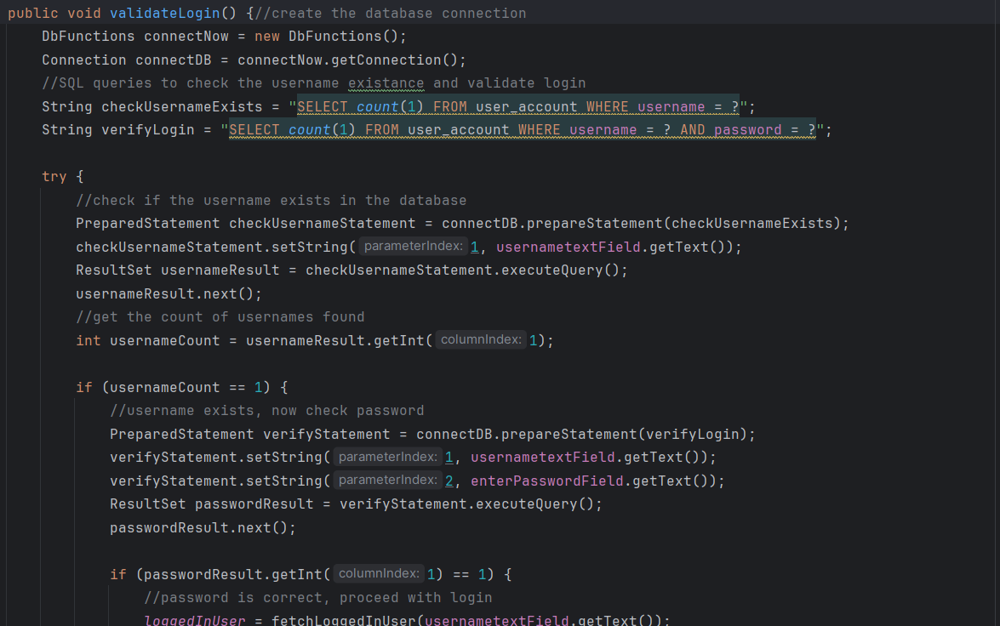 public void validateLogin() {//create the database connection
DbFunctions connectNow = new DbFunctions();
Connection connectDB = connectNow.getConnection();
//SQL queries to check the username existance and validate login
String checkUsernameExists = "SELECT count(1) FROM user_account WHERE username = ?";
String verifyLogin = "SELECT count(1) FROM user_account WHERE username = ? AND password = ?";
try {
//check if the username exists in the database
PreparedStatement checkUsernameStatement = connectDB.prepareStatement(checkUsernameExists);
checkUsernameStatement.setString( parameterIndex: 1, usernametextField.getText());
ResultSet usernameResult = checkUsernameStatement.executeQuery();
usernameResult.next();
//get the count of usernames found
int usernameCount = usernameResult.getInt( columnIndex: 1);
if (usernameCount == 1) {
//username exists, now check password
PreparedStatement verifyStatement = connectDB.prepareStatement(verifyLogin);
verifyStatement.setString( parameterIndex: 1, usernametextField.getText());
verifyStatement.setString( parameterIndex: 2, enterPasswordField.getText());
ResultSet passwordResult = verifyStatement.executeQuery();
passwordResult.next();
if (passwordResult.getInt( columnIndex: 1) == 1) {
//password is correct, proceed with login
loggedInUser = fetchLoggedInUser(usernametextField.getText());